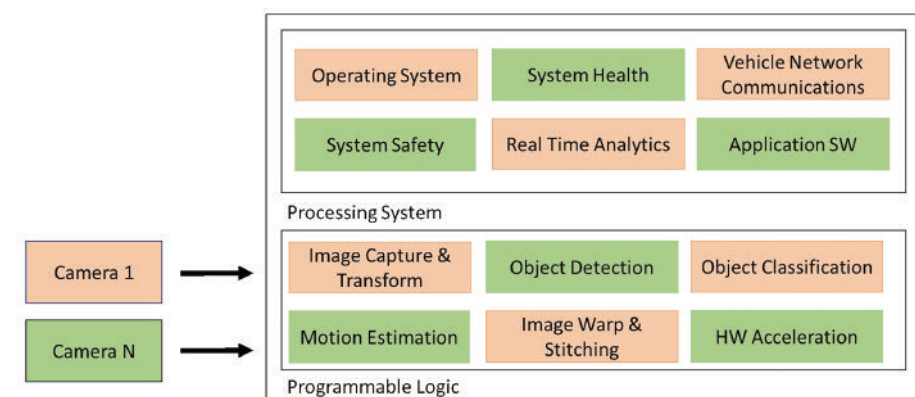 Operating System
System Health
Vehicle Network
Communications
System Safety
Real Time Analytics
Application SW
Processing System
Camera 1
Image Capture &
Transform
Object Detection
Object Classification
Camera N
Motion Estimation
Image Warp &
Stitching
HW Acceleration
Programmable Logic